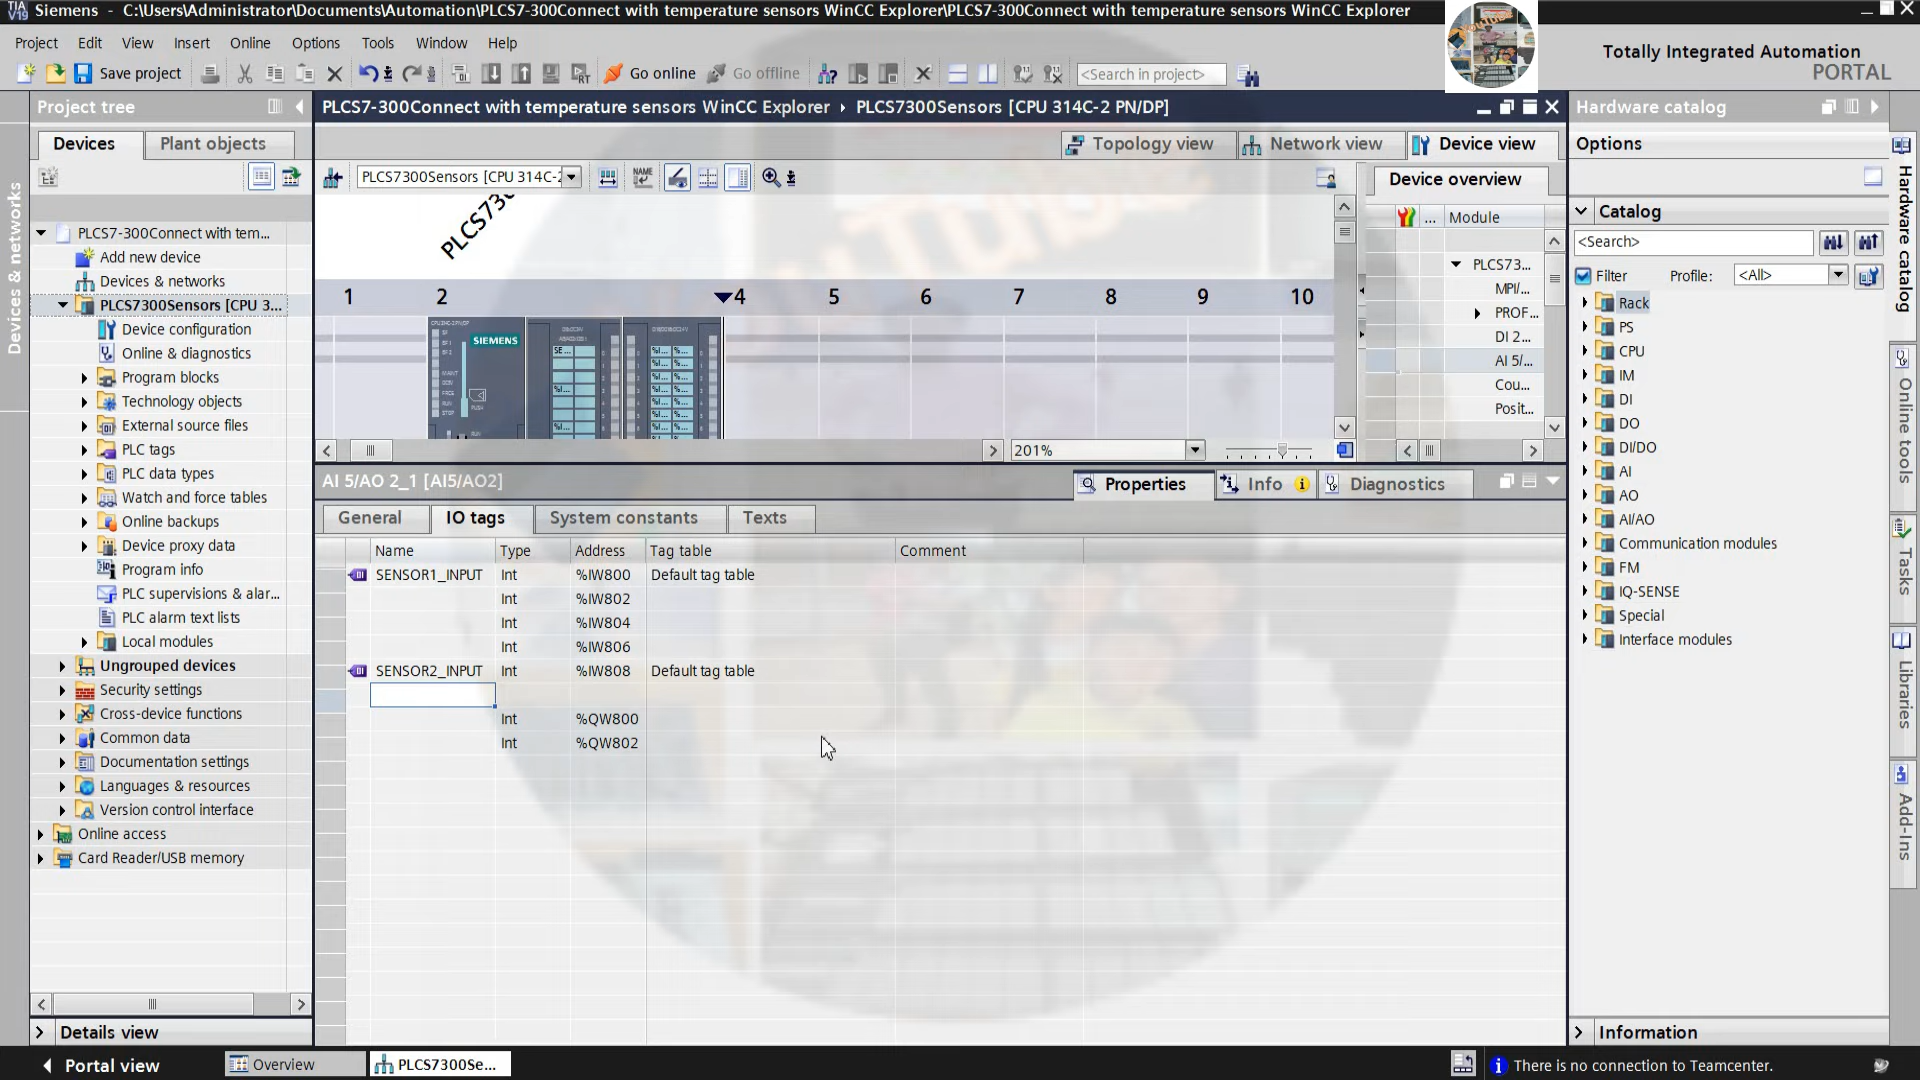 TIA V19 Siemens - C:\Users\Administrator\Documents\Automation\PLCS7-300Connect with temperature sensors WinCC Explorer\PLCS7-300Connect with temperature sensors WinCC Explorer
Project Edit View Insert Online Options Tools Window Help
Totally Integrated Automation
PORTAL
Save project
Go online
Go offline
<Search in project>
Project tree
PLCS7-300Connect with temperature sensors WinCC Explorer › PLCS7300Sensors [CPU 314C-2 PN/DP]
Hardware catalog
Devices
Plant objects
Topology view
Network view
Device view
Options
PLCS7300Sensors [CPU 314C-2
Device overview
... Module
PLCS730
1 2 4 5 6 7 8 9 10
SIEMENS
PLCS73...
MPI/...
PROF...
DI 2...
AI 5/...
Cou...
Posit...
201%
Devices & networks
PLCS7-300Connect with tem...
Add new device
Devices & networks
PLCS7300Sensors [CPU 3...
Device configuration
Online & diagnostics
Program blocks
Technology objects
External source files
PLC tags
PLC data types
Watch and force tables
Online backups
Device proxy data
Program info
PLC supervisions & alar...
PLC alarm text lists
Local modules
Ungrouped devices
Security settings
Cross-device functions
Common data
Documentation settings
Languages & resources
Version control interface
Online access
Card Reader/USB memory
Details view
AI 5/AO 2_1 [AI5/AO2]
Properties
Info
Diagnostics
General
IO tags
System constants
Texts
Name Type Address Tag table Comment
SENSOR1_INPUT Int %IW800 Default tag table
Int %IW802
Int %IW804
Int %IW806
SENSOR2_INPUT Int %IW808 Default tag table
Int %QW800
Int %QW802
Catalog
<Search>
Filter
Profile:
<All>
Rack
PS
CPU
IM
DI
DO
DI/DO
AI
AO
AI/AO
Communication modules
FM
IQ-SENSE
Special
Interface modules
Information
Hardware catalog
Online tools
Tasks
Libraries
Add-Ins
Portal view
Overview
PLCS7300Se...
There is no connection to Teamcenter.